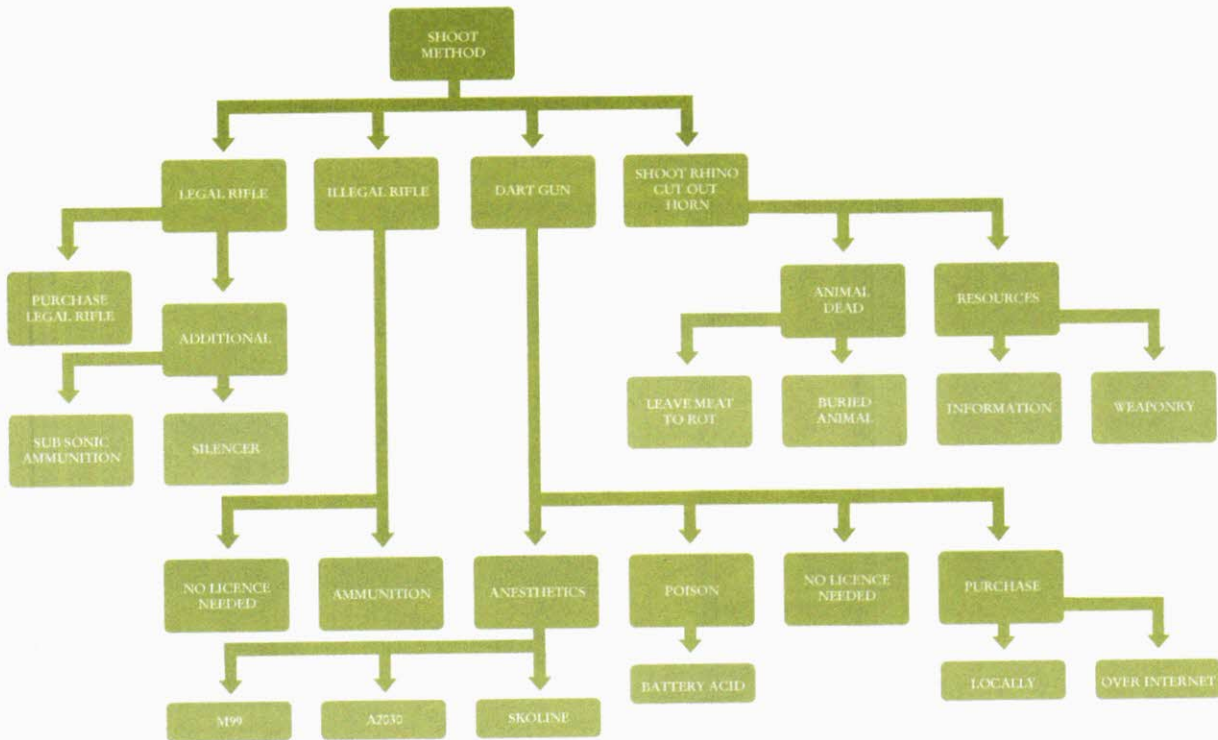 SHOOT
METHOD
LEGAL RIFLE
ILLEGAL RIFLE
DART GUN
SHOOT RHINO
CUT OUT
HORN
PURCHASE
LEGAL RIFLE
ADDITIONAL
ANIMAL
DEAD
RESOURCES
SUB SONIC
AMMUNITION
SILENCER
LEAVE MEAT
TO ROT
BURIED
ANIMAL
INFORMATION
WEAPONRY
NO LICENCE
NEEDED
AMMUNITION
ANESTHETICS
POISON
NO LICENCE
NEEDED
PURCHASE
M99
A2030
SKOLINE
BATTERY ACID
LOCALLY
OVER INTERNET